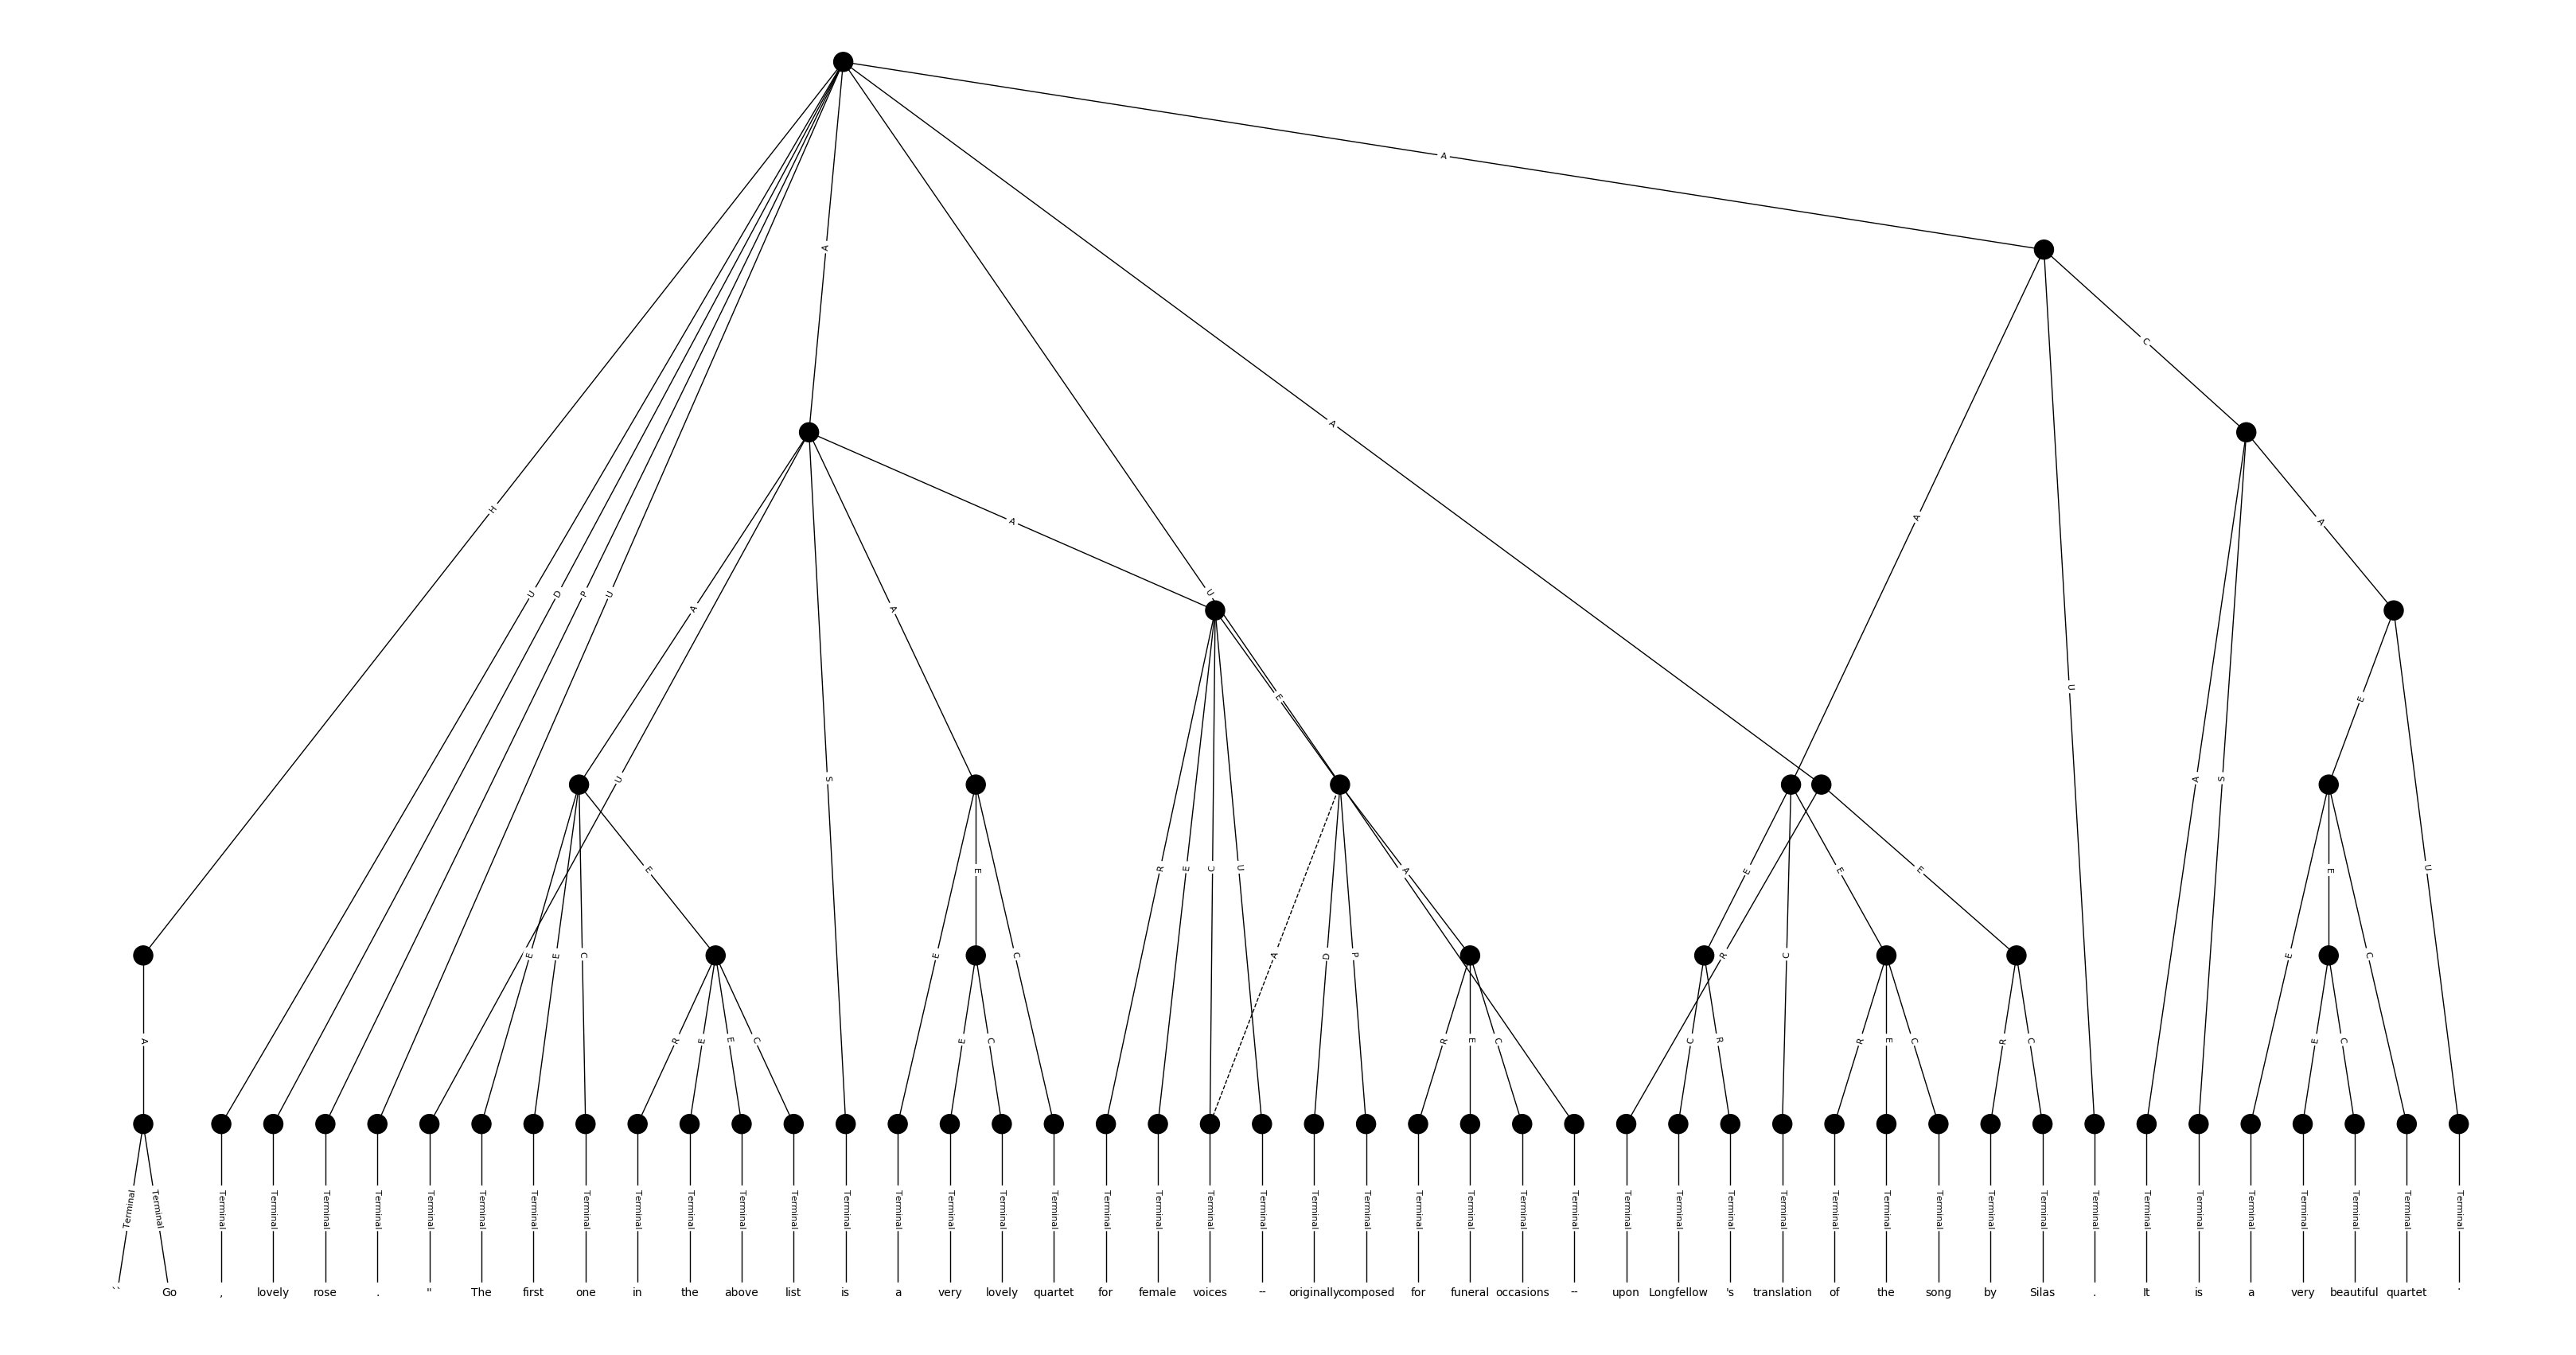 A
A
C
H
A
A
A
A
U
D
P
U
A
A
U
A
E
U
E
U
S
A
S
E
E
R
E
C
U
A
E
E
E
U
E
E
C
E
C
A
D
P
R
C
E
C
A
R
E
E
C
E
C
R
E
C
C
R
R
E
C
R
C
E
C
Terminal Terminal Terminal Terminal Terminal Terminal Terminal Terminal Terminal Terminal Terminal Terminal Terminal Terminal Terminal Terminal Terminal Terminal Terminal Terminal Terminal Terminal Terminal Terminal Terminal Terminal Terminal Terminal Terminal Terminal Terminal Terminal Terminal Terminal Terminal Terminal Terminal Terminal Terminal Terminal Terminal Terminal Terminal Terminal Terminal Terminal
`` Go , lovely rose . " The first one in the above list is a very lovely quartet for female voices -- originally composed for funeral occasions -- upon Longfellow 's translation of the song by Silas . It is a very beautiful quartet